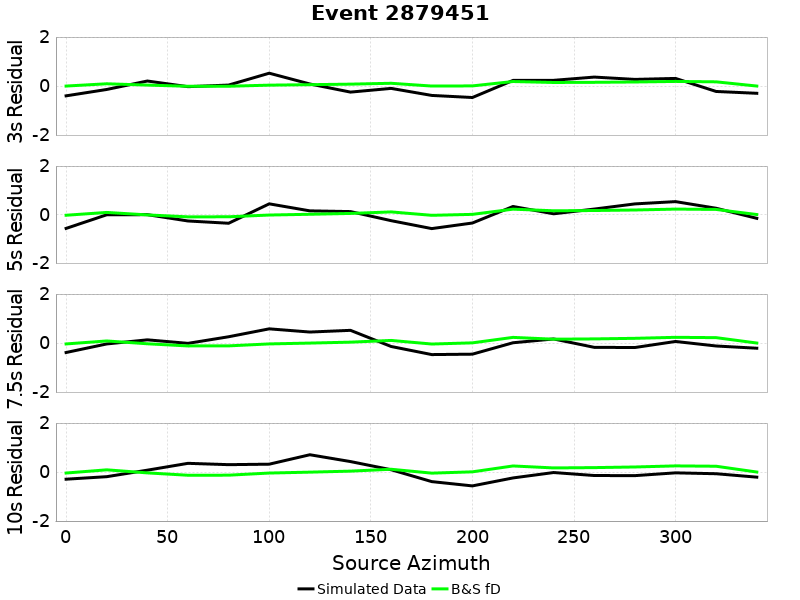 Event 2879451
3s Residual
2
0
-2
5s Residual
2
0
-2
7.5s Residual
2
0
-2
10s Residual
2
0
-2
0 50 100 150 200 250 300
Source Azimuth
Simulated Data B&S fD